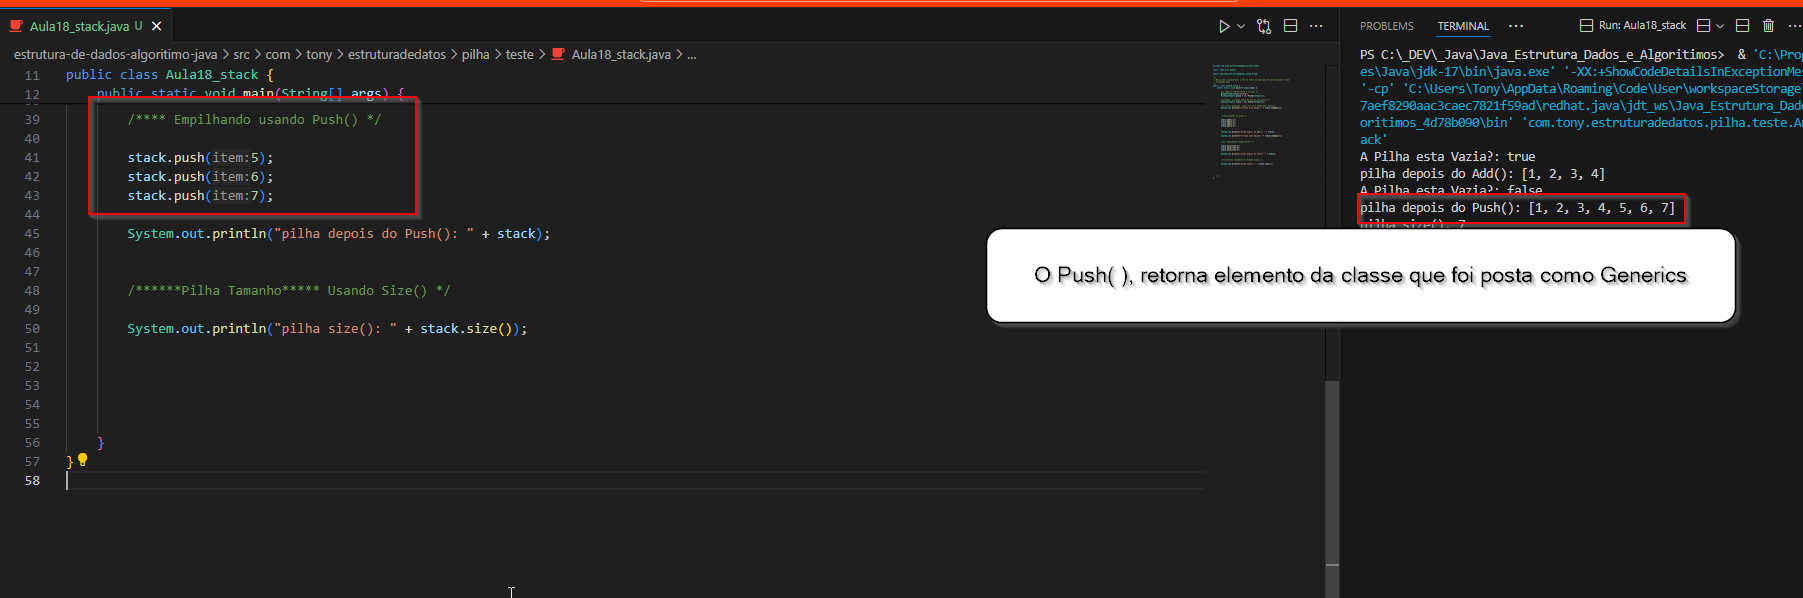 Aula18_stack.java U
PROBLEMS TERMINAL
Run: Aula18_stack
estrutura-de-dados-algoritimo-java > src > com > tony > estruturadedatos > pilha > teste > Aula18_stack.java > ...
11 public class Aula18_stack {
12 public static void main(String[] args) {
39 /**** Empilhando usando Push() */
40
41 stack.push(item:5);
42 stack.push(item:6);
43 stack.push(item:7);
44
45 System.out.println("pilha depois do Push(): " + stack);
46
47
48 /******Pilha Tamanho***** Usando Size() */
49
50 System.out.println("pilha size(): " + stack.size());
51
52
53
54
55
56 }
57 }
58
PS C:\_DEV\_Java\Java_Estrutura_Dados_e_Algoritimos> & 'C:\Prog
es\Java\jdk-17\bin\java.exe' '-XX:+ShowCodeDetailsInExceptionMes
'-cp' 'C:\Users\Tony\AppData\Roaming\Code\User\workspaceStorage
7aef8290aac3caec7821f59ad\redhat.java\jdt_ws\Java_Estrutura_Dado
oritimos_4d78b090\bin' 'com.tony.estruturadedatos.pilha.teste.Au
ack'
A Pilha esta Vazia?: true
pilha depois do Add(): [1, 2, 3, 4]
A Pilha esta Vazia?: false
pilha depois do Push(): [1, 2, 3, 4, 5, 6, 7]
pilha size(): 7
O Push( ), retorna elemento da classe que foi posta como Generics